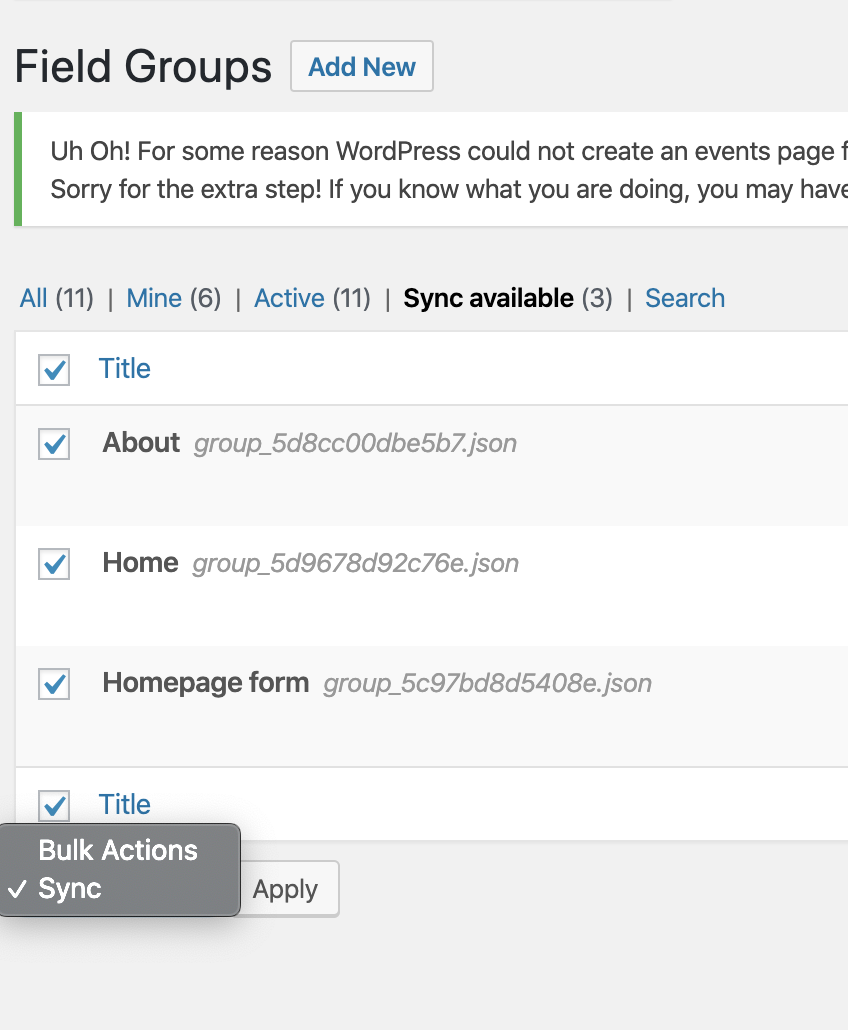 Field Groups Add New
Uh Oh! For some reason WordPress could not create an events page
Sorry for the extra step! If you know what you are doing, you may have
All (11) | Mine (6) | Active (11) | Sync available (3) | Search
Title
About group_5d8cc00dbe5b7.json
Home group_5d9678d92c76e.json
Homepage form group_5c97bd8d5408e.json
Title
Bulk Actions
Sync Apply